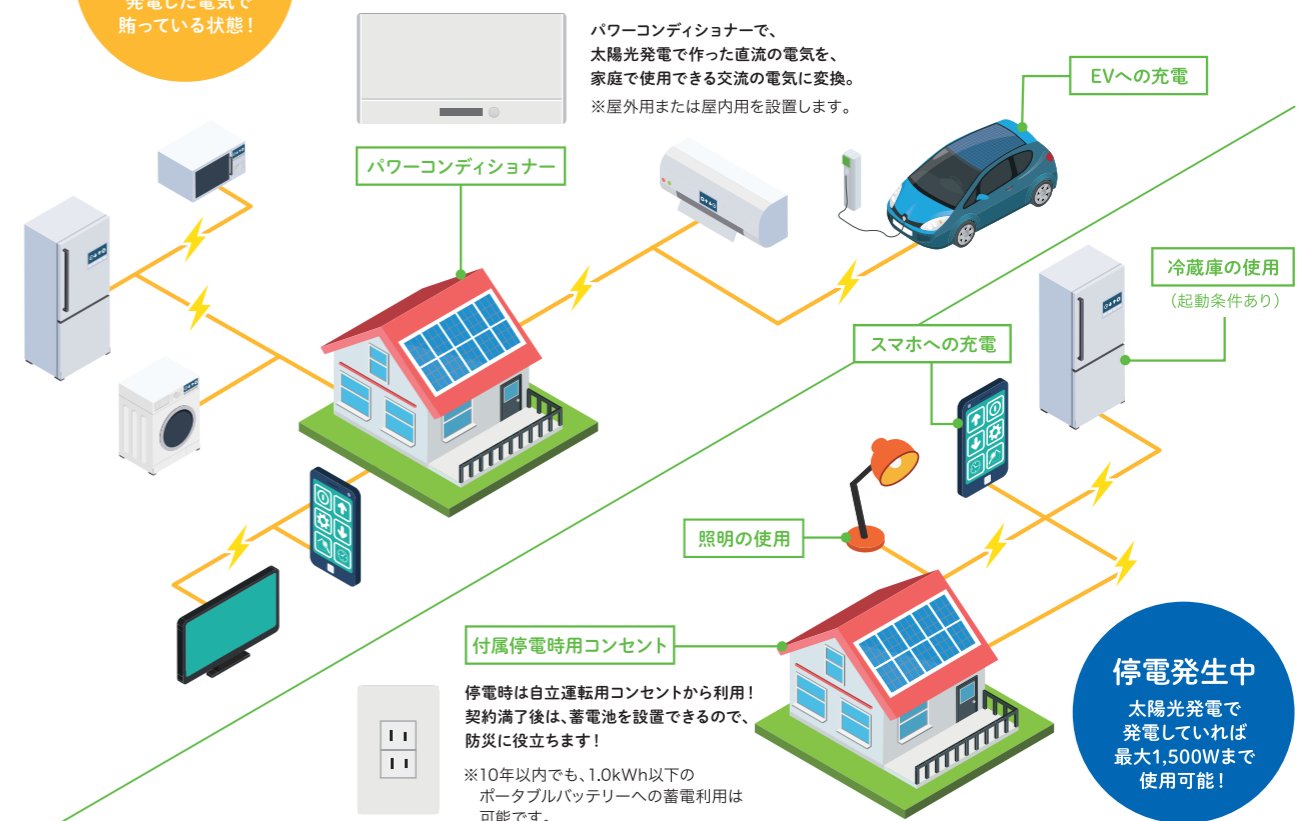 発電した電気で
賄っている状態！
パワーコンディショナーで、
太陽光発電で作った直流の電気を、
家庭で使用できる交流の電気に変換。
※屋外用または屋内用を設置します。
EVへの充電
パワーコンディショナー
冷蔵庫の使用
（起動条件あり）
スマホへの充電
照明の使用
付属停電時用コンセント
停電時は自立運転用コンセントから利用！
契約満了後は、蓄電池を設置できるので、
防災に役立ちます！
※10年以内でも、1.0kWh以下の
ポータブルバッテリーへの蓄電利用は
可能です。
停電発生中
太陽光発電で
発電していれば
最大1,500Wまで
使用可能！